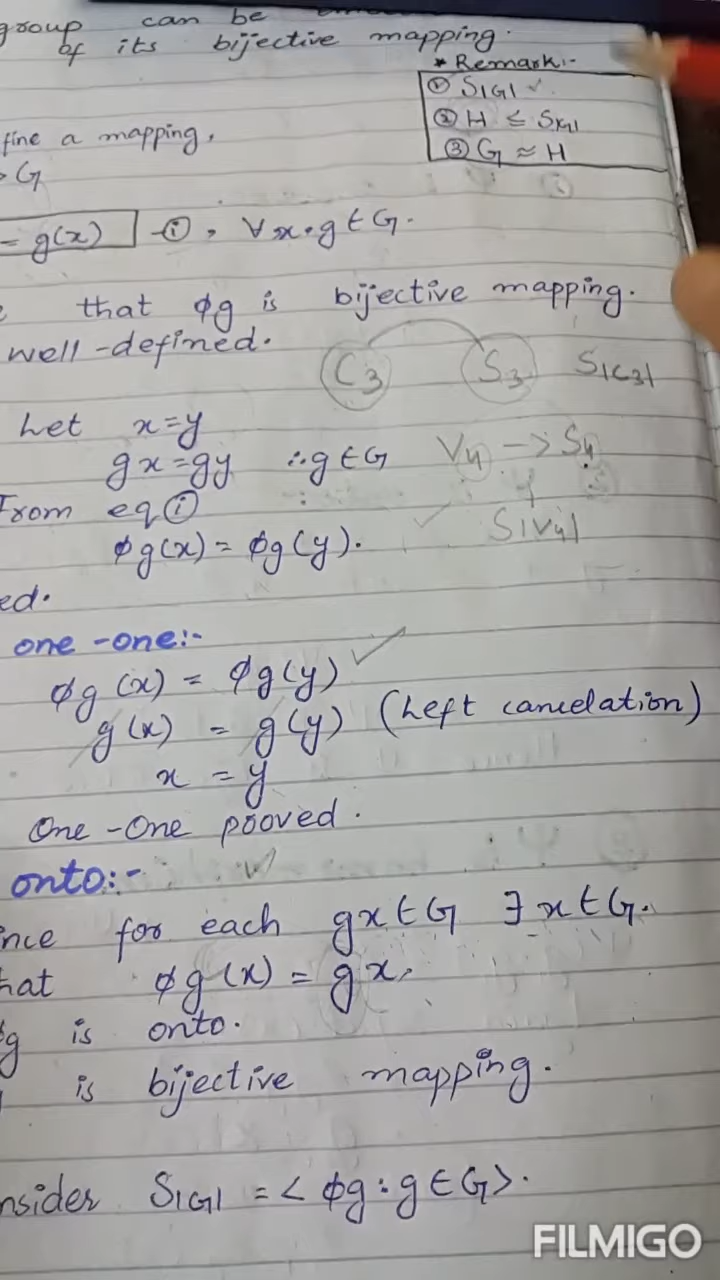 group can be
of its bijective mapping.
* Remark:-
① S|G| ✓
② H ≤ S|G|
③ G ≈ H
fine a mapping,
> G
= g(x) -①, ∀ x, g ∈ G.
that φg is bijective mapping.
well-defined.
C3 S3 S|C3|
Let x=y
gx=gy ∴g∈G V4 -> S4
From eq①
S|V4|
φg(x) = φg(y).
ed.
one-one:-
φg(x) = φg(y)
g(x) = g(y) (Left cancelation)
x = y
One-One pooved.
onto:-
ince for each gx∈G ∃ x∈G.
hat φg(x) = gx,
φg is onto.
is bijective mapping.
nsider S|G| = < φg : g∈G>.
FILMIGO